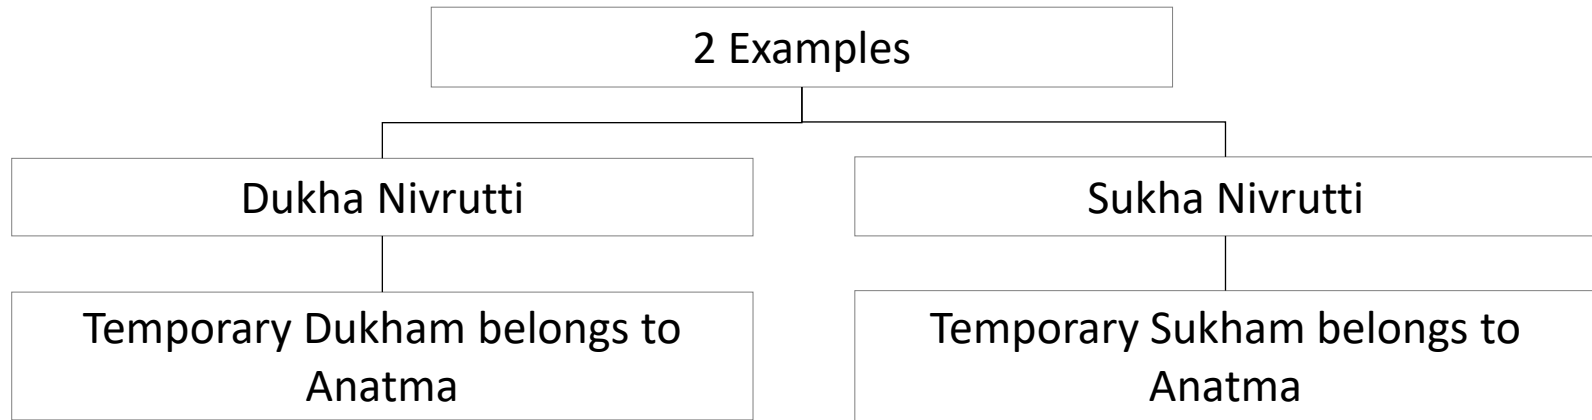 2 Examples
Dukha Nivrutti
Sukha Nivrutti
Temporary Dukham belongs to
Anatma
Temporary Sukham belongs to
Anatma